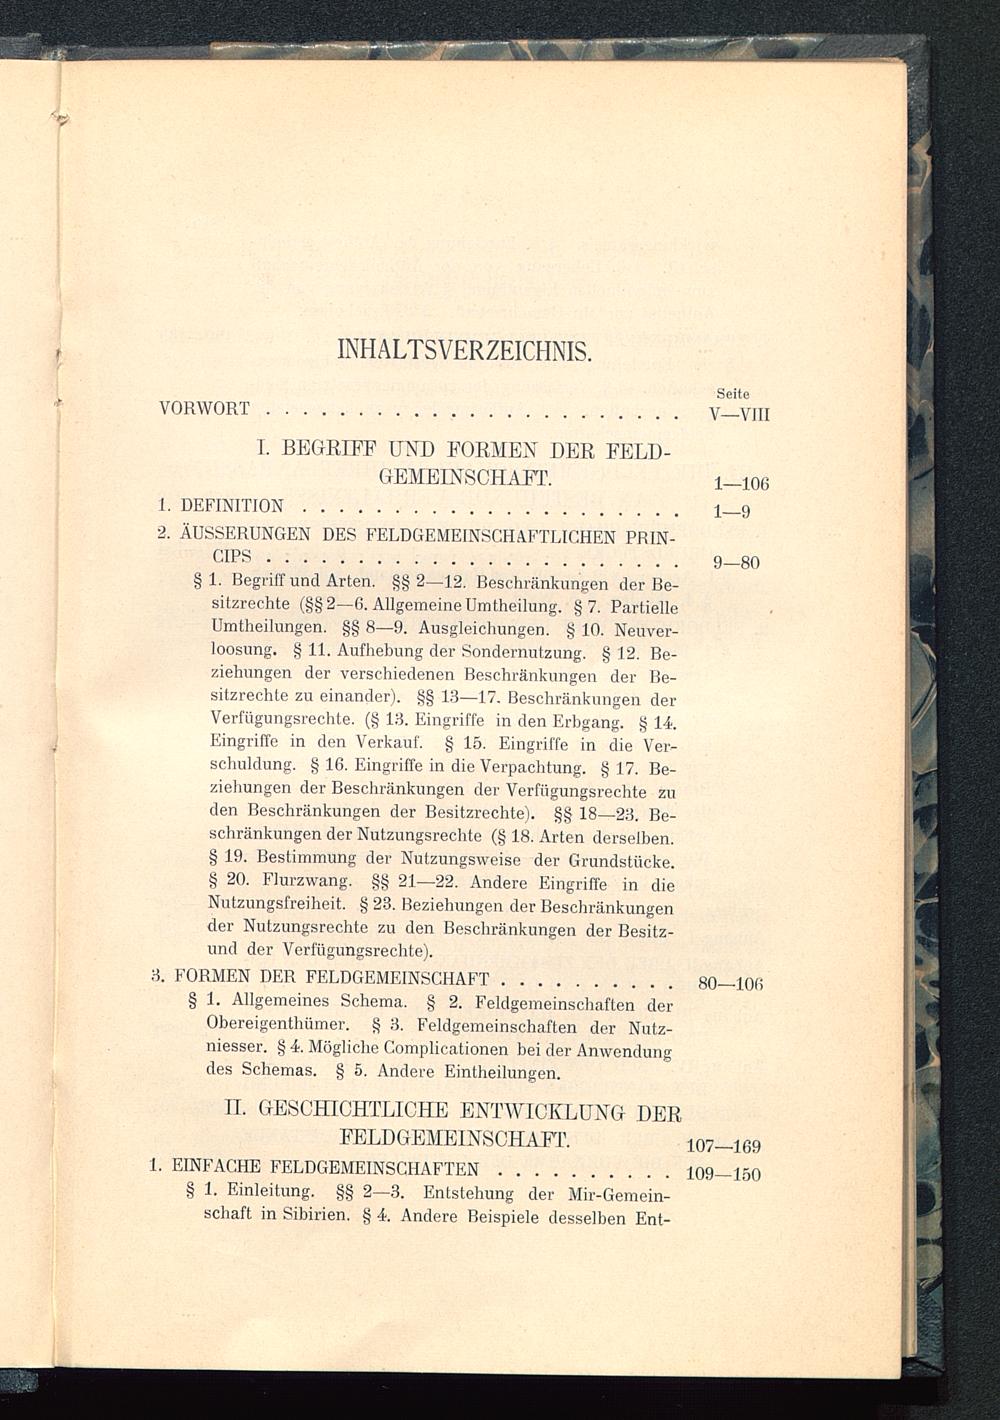 INHALTSVERZEICHNIS.
Seite
VORWORT . . . . . . . . . . . . . . . . . . . . . . . V—VIII
I. BEGRIFF UND FORMEN DER FELD-
GEMEINSCHAFT. 1—106
1. DEFINITION . . . . . . . . . . . . . . . . . . . . . 1—9
2. ÄUSSERUNGEN DES FELDGEMEINSCHAFTLICHEN PRIN-
CIPS . . . . . . . . . . . . . . . . . . . . . . . 9—80
§ 1. Begriff und Arten. §§ 2—12. Beschränkungen der Be-
sitzrechte (§§ 2—6. Allgemeine Umtheilung. § 7. Partielle
Umtheilungen. §§ 8—9. Ausgleichungen. § 10. Neuver-
loosung. § 11. Aufhebung der Sondernutzung. § 12. Be-
ziehungen der verschiedenen Beschränkungen der Be-
sitzrechte zu einander). §§ 13—17. Beschränkungen der
Verfügungsrechte. (§ 13. Eingriffe in den Erbgang. § 14.
Eingriffe in den Verkauf. § 15. Eingriffe in die Ver-
schuldung. § 16. Eingriffe in die Verpachtung. § 17. Be-
ziehungen der Beschränkungen der Verfügungsrechte zu
den Beschränkungen der Besitzrechte). §§ 18—23. Be-
schränkungen der Nutzungsrechte (§ 18. Arten derselben.
§ 19. Bestimmung der Nutzungsweise der Grundstücke.
§ 20. Flurzwang. §§ 21—22. Andere Eingriffe in die
Nutzungsfreiheit. § 23. Beziehungen der Beschränkungen
der Nutzungsrechte zu den Beschränkungen der Besitz-
und der Verfügungsrechte).
3. FORMEN DER FELDGEMEINSCHAFT . . . . . . . . . . 80—106
§ 1. Allgemeines Schema. § 2. Feldgemeinschaften der
Obereigenthümer. § 3. Feldgemeinschaften der Nutz-
niesser. § 4. Mögliche Complicationen bei der Anwendung
des Schemas. § 5. Andere Eintheilungen.
II. GESCHICHTLICHE ENTWICKLUNG DER
FELDGEMEINSCHAFT. 107—169
1. EINFACHE FELDGEMEINSCHAFTEN . . . . . . . . . . 109—150
§ 1. Einleitung. §§ 2—3. Entstehung der Mir-Gemein-
schaft in Sibirien. § 4. Andere Beispiele desselben Ent-